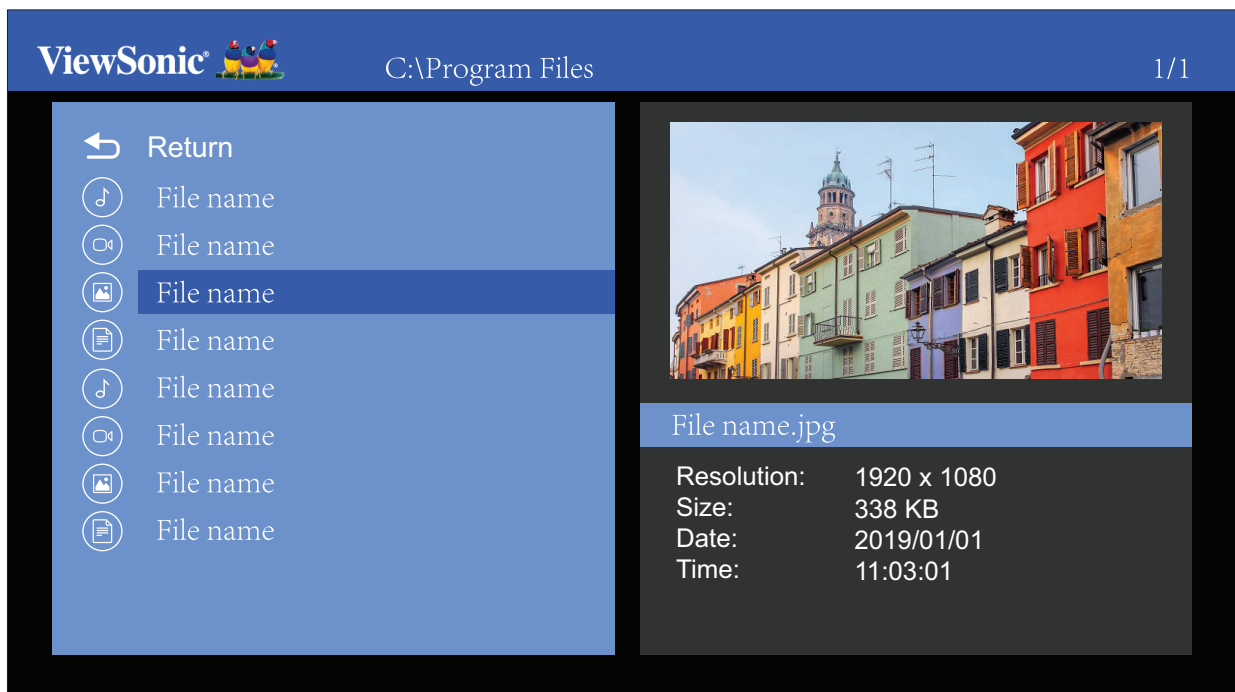 ViewSonic® C:\Program Files 1/1
Return
File name
File name
File name
File name
File name
File name
File name
File name
File name.jpg
Resolution: 1920 x 1080
Size: 338 KB
Date: 2019/01/01
Time: 11:03:01